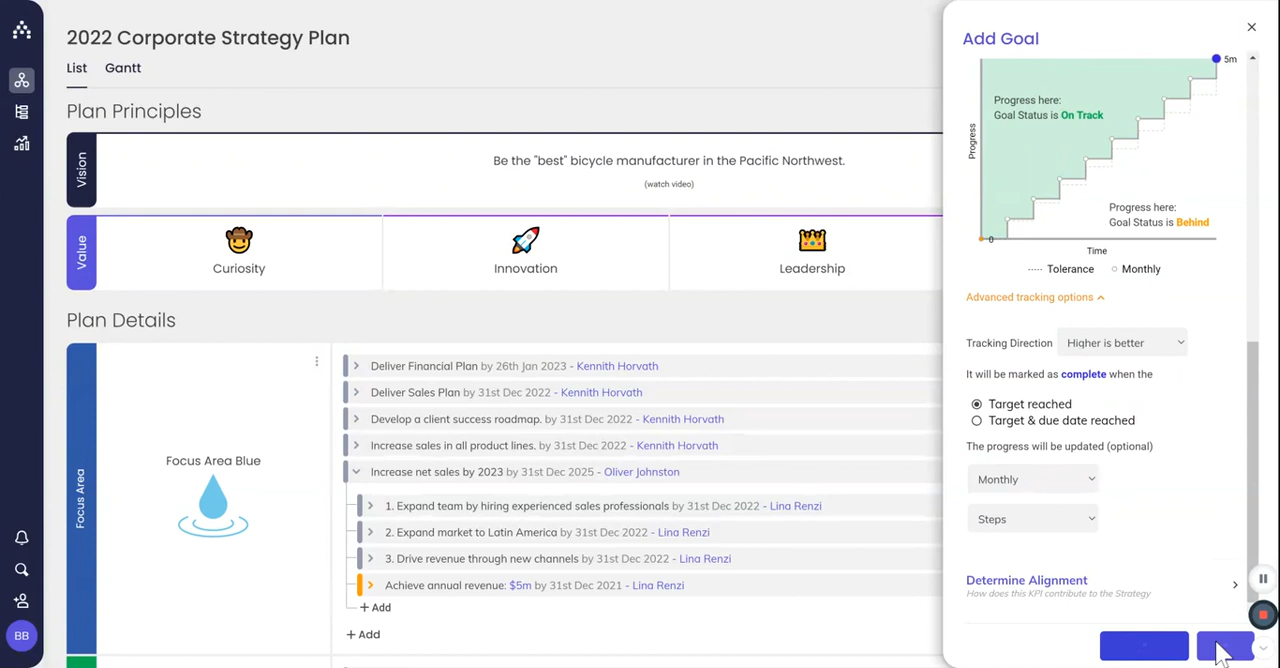 2022 Corporate Strategy Plan
List Gantt
Plan Principles
Vision
Be the "best" bicycle manufacturer in the Pacific Northwest.
(watch video)
Value
Curiosity
Innovation
Leadership
Plan Details
Focus Area
Focus Area Blue
Deliver Financial Plan by 26th Jan 2023 - Kennith Horvath
Deliver Sales Plan by 31st Dec 2022 - Kennith Horvath
Develop a client success roadmap. by 31st Dec 2022 - Kennith Horvath
Increase sales in all product lines. by 31st Dec 2022 - Kennith Horvath
Increase net sales by 2023 by 31st Dec 2025 - Oliver Johnston
1. Expand team by hiring experienced sales professionals by 31st Dec 2022 - Lina Renzi
2. Expand market to Latin America by 31st Dec 2022 - Lina Renzi
3. Drive revenue through new channels by 31st Dec 2022 - Lina Renzi
Achieve annual revenue: $5m by 31st Dec 2021 - Lina Renzi
+ Add
+ Add
BB
Add Goal
5m
Progress here:
Goal Status is On Track
Progress
Progress here:
Goal Status is Behind
0
Time
Tolerance Monthly
Advanced tracking options
Tracking Direction Higher is better
It will be marked as complete when the
Target reached
Target & due date reached
The progress will be updated (optional)
Monthly
Steps
Determine Alignment
How does this KPI contribute to the Strategy